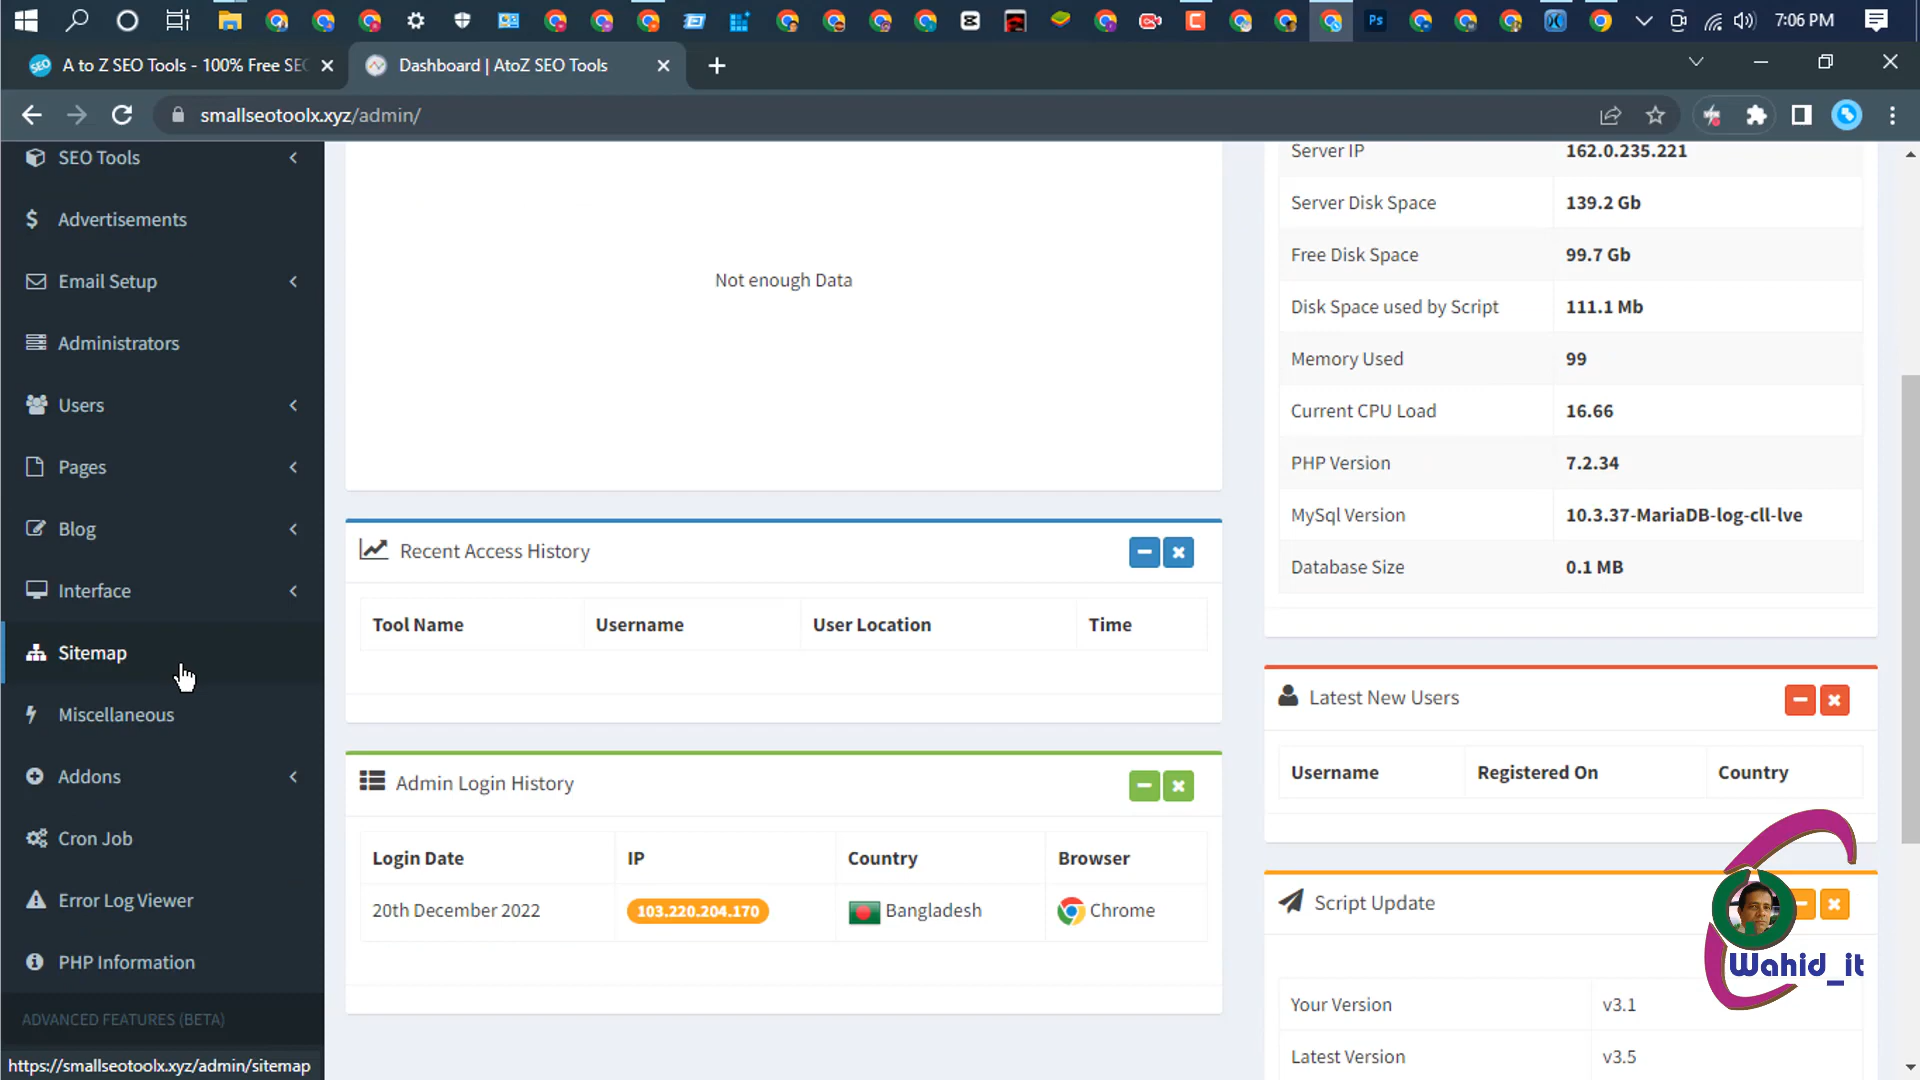 7:06 PM
A to Z SEO Tools - 100% Free SEO
Dashboard | AtoZ SEO Tools
smallseotoolx.xyz/admin/
SEO Tools
Advertisements
Email Setup
Administrators
Users
Pages
Blog
Interface
Sitemap
Miscellaneous
Addons
Cron Job
Error Log Viewer
PHP Information
ADVANCED FEATURES (BETA)
https://smallseotoolx.xyz/admin/sitemap
Not enough Data
Recent Access History
Tool Name Username User Location Time
Admin Login History
Login Date IP Country Browser
20th December 2022 103.220.204.170 Bangladesh Chrome
Server IP 162.0.235.221
Server Disk Space 139.2 Gb
Free Disk Space 99.7 Gb
Disk Space used by Script 111.1 Mb
Memory Used 99
Current CPU Load 16.66
PHP Version 7.2.34
MySql Version 10.3.37-MariaDB-log-cll-lve
Database Size 0.1 MB
Latest New Users
Username Registered On Country
Script Update
Your Version v3.1
Latest Version v3.5
Wahid_it